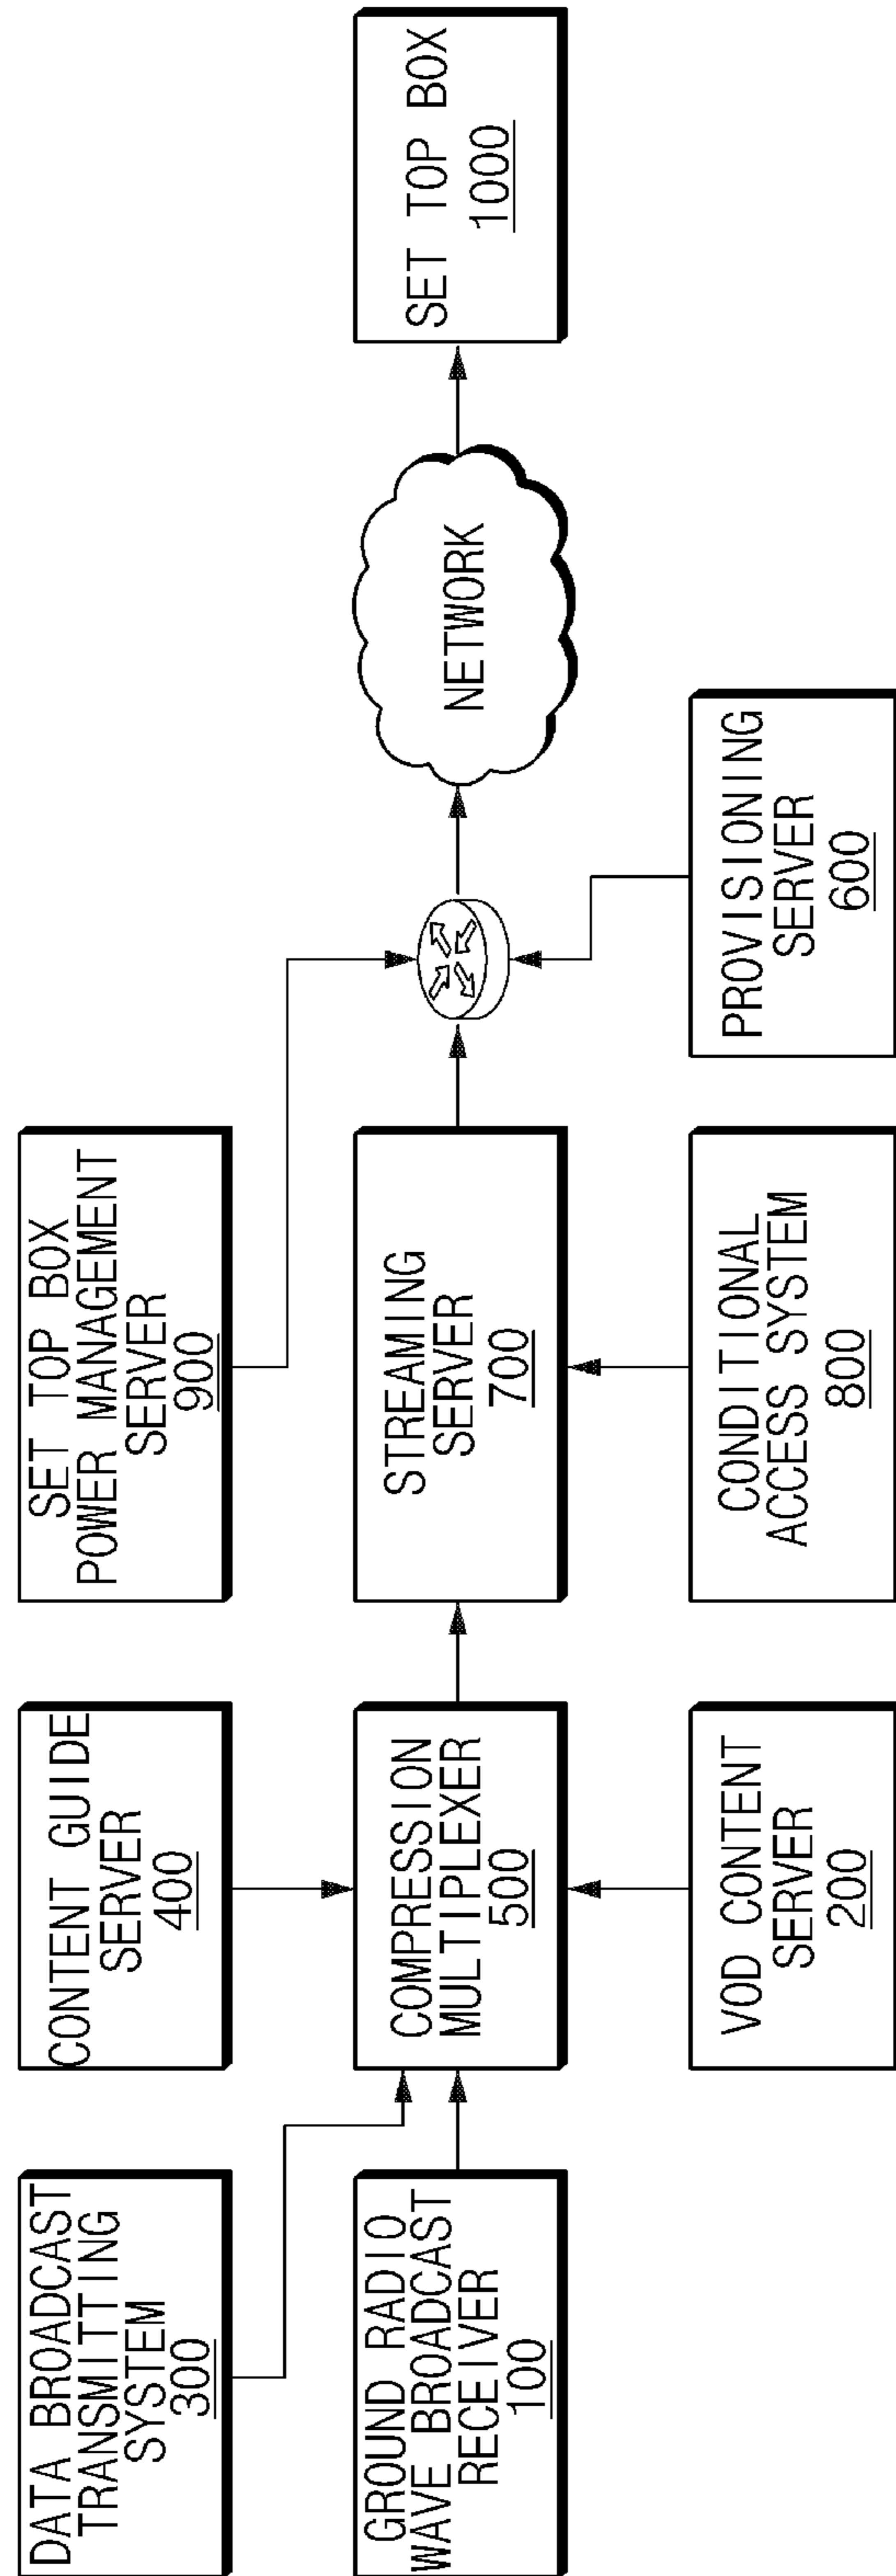 DATA BROADCAST
TRANSMITTING
SYSTEM
300
CONTENT GUIDE
SERVER
400
SET TOP BOX
POWER MANAGEMENT
SERVER
900
GROUND RADIO
WAVE BROADCAST
RECEIVER
100
COMPRESSION
MULTIPLEXER
500
STREAMING
SERVER
700
NETWORK
SET TOP BOX
1000
VOD CONTENT
SERVER
200
CONDITIONAL
ACCESS SYSTEM
800
PROVISIONING
SERVER
600